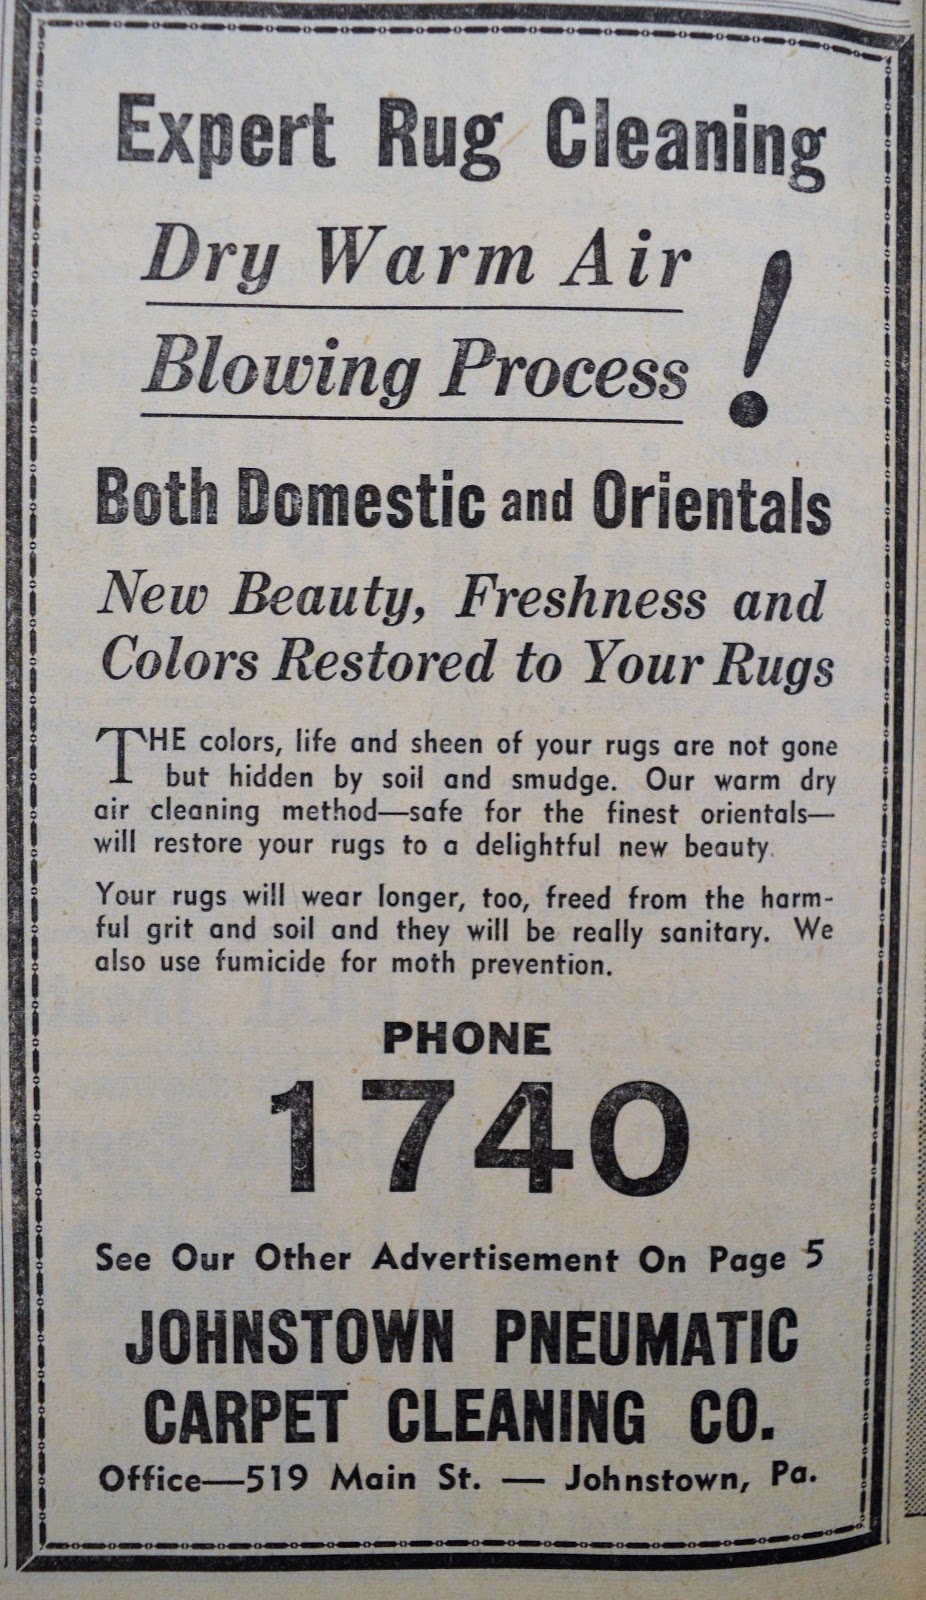 Expert Rug Cleaning
Dry Warm Air
Blowing Process !
Both Domestic and Orientals
New Beauty, Freshness and
Colors Restored to Your Rugs
THE colors, life and sheen of your rugs are not gone
but hidden by soil and smudge. Our warm dry
air cleaning method—safe for the finest orientals—
will restore your rugs to a delightful new beauty.
Your rugs will wear longer, too, freed from the harm-
ful grit and soil and they will be really sanitary. We
also use fumicide for moth prevention.
PHONE
1740
See Our Other Advertisement On Page 5
JOHNSTOWN PNEUMATIC
CARPET CLEANING CO.
Office—519 Main St. — Johnstown, Pa.